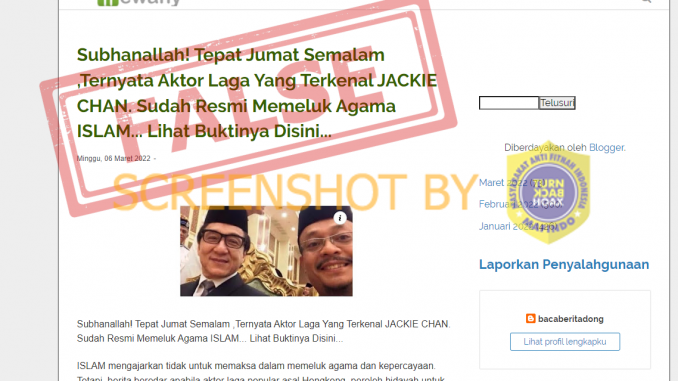 ewany
Subhanallah! Tepat Jumat Semalam
,Ternyata Aktor Laga Yang Terkenal JACKIE
CHAN. Sudah Resmi Memeluk Agama
ISLAM... Lihat Buktinya Disini...
FALSE
Minggu, 06 Maret 2022 -
SCREENSHOT BY
Telusuri
Diberdayakan oleh Blogger.
Maret 2022
Februari 2022
Januari 202
MASYARAKAT ANTI FITNAH INDONESIA
TURN
BACK
HOAX
MAFINDO
Laporkan Penyalahgunaan
bacaberitadong
Lihat profil lengkapku
Subhanallah! Tepat Jumat Semalam ,Ternyata Aktor Laga Yang Terkenal JACKIE CHAN.
Sudah Resmi Memeluk Agama ISLAM... Lihat Buktinya Disini...
ISLAM mengajarkan tidak untuk memaksa dalam memeluk agama dan kepercayaan.
Tetapi, berita beredar apabila aktor laga popular asal Hongkong, peroleh hidayah untuk